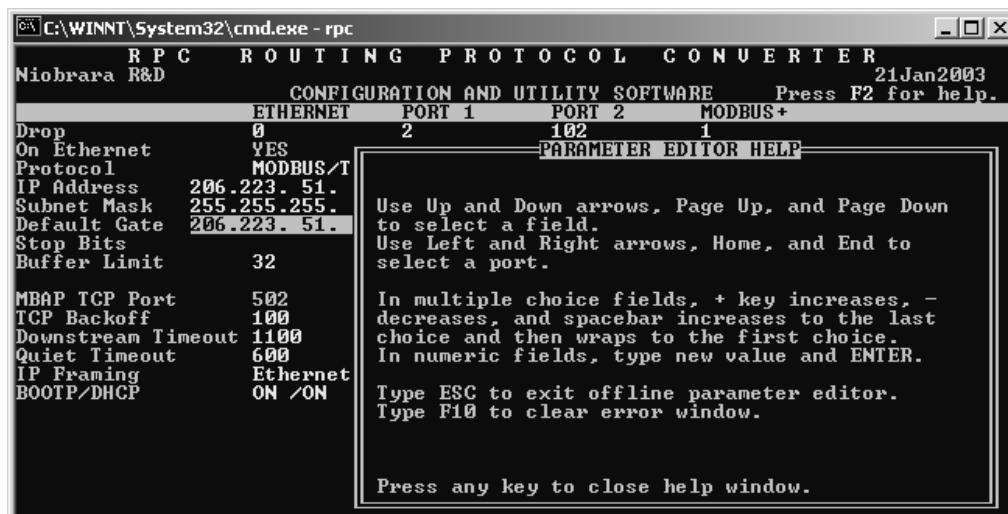 C:\WINNT\System32\cmd.exe - rpc
R P C R O U T I N G P R O T O C O L C O N V E R T E R
Niobrara R&D 21Jan2003
CONFIGURATION AND UTILITY SOFTWARE Press F2 for help.
ETHERNET PORT 1 PORT 2 MODBUS+
Drop 0 2 102 1
On Ethernet YES
Protocol MODBUS/T
IP Address 206.223. 51.
Subnet Mask 255.255.255.
Default Gate 206.223. 51.
Stop Bits
Buffer Limit 32
MBAP TCP Port 502
TCP Backoff 100
Downstream Timeout 1100
Quiet Timeout 600
IP Framing Ethernet
BOOTP/DHCP ON /ON
PARAMETER EDITOR HELP
Use Up and Down arrows, Page Up, and Page Down
to select a field.
Use Left and Right arrows, Home, and End to
select a port.
In multiple choice fields, + key increases, -
decreases, and spacebar increases to the last
choice and then wraps to the first choice.
In numeric fields, type new value and ENTER.
Type ESC to exit offline parameter editor.
Type F10 to clear error window.
Press any key to close help window.